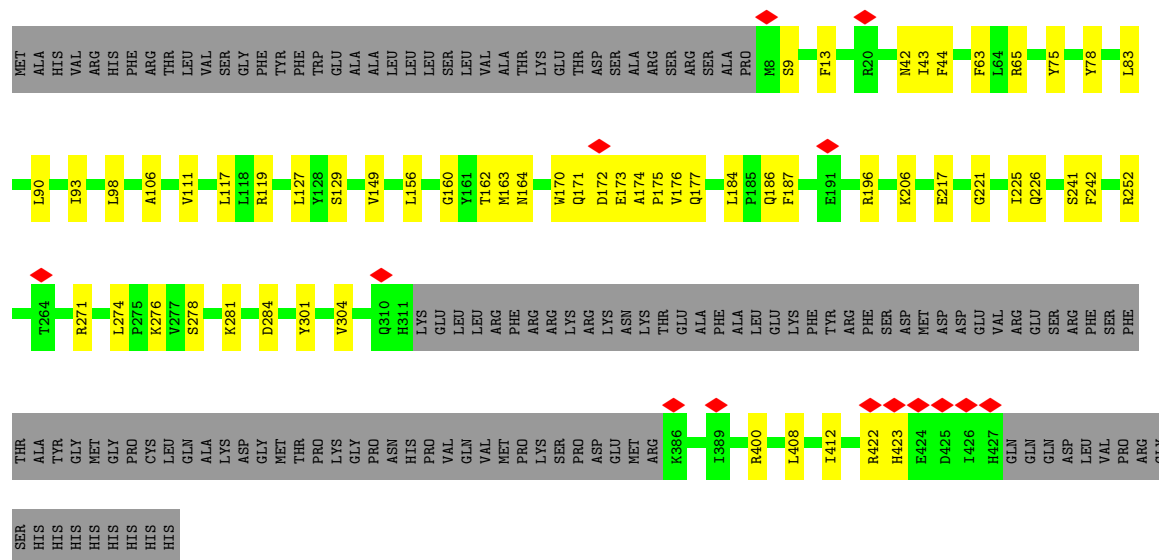 MET ALA HIS VAL ARG HIS PHE ARG THR LEU VAL SER GLY PHE TYR PHE TRP GLU ALA ALA LEU LEU LEU SER LEU VAL ALA THR LYS GLU THR ASP SER ALA ARG SER ARG SER ALA PRO M8 S9 F13 R20 N42 I43 F44 F63 L64 R65 Y75 Y78 L83
L90 I93 L98 A106 V111 L117 L118 R119 L127 Y128 S129 V149 L156 G160 Y161 T162 M163 N164 W170 Q171 D172 E173 A174 P175 V176 Q177 L184 P185 Q186 F187 E191 R196 K206 E217 G221 I225 Q226 S241 F242 R252
T264 R271 L274 P275 K276 V277 S278 K281 D284 Y301 V304 Q310 H311 LYS GLU LEU LEU ARG PHE ARG ARG LYS ARG LYS ASN LYS THR GLU ALA PHE ALA LEU GLU LYS PHE TYR ARG PHE SER ASP MET ASP ASP GLU VAL ARG GLU SER ARG PHE SER PHE
THR ALA TYR GLY MET GLY PRO CYS LEU GLN ALA LYS ASP GLY MET THR PRO LYS GLY PRO ASN HIS PRO VAL GLN VAL MET PRO LYS SER PRO ASP GLU MET ARG K386 I389 R400 L408 I412 R422 H423 E424 D425 I426 H427 GLN GLN GLN ASP LEU VAL PRO ARG GLY
SER HIS HIS HIS HIS HIS HIS HIS HIS